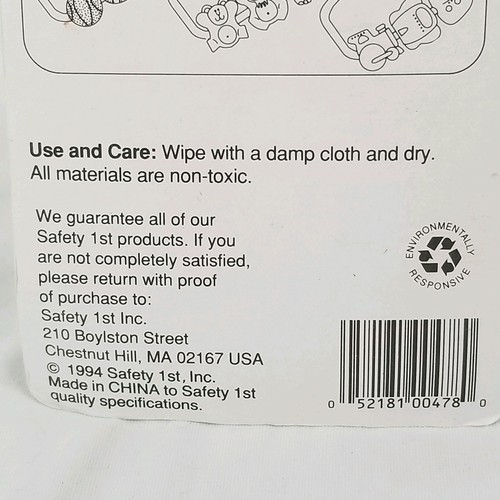 Use and Care: Wipe with a damp cloth and dry.
All materials are non-toxic.
We guarantee all of our
Safety 1st products. If you
are not completely satisfied,
please return with proof
of purchase to:
Safety 1st Inc.
210 Boylston Street
Chestnut Hill, MA 02167 USA
© 1994 Safety 1st, Inc.
Made in CHINA to Safety 1st
quality specifications.
ENVIRONMENTALLY
RESPONSIVE
0 52181 00478 0